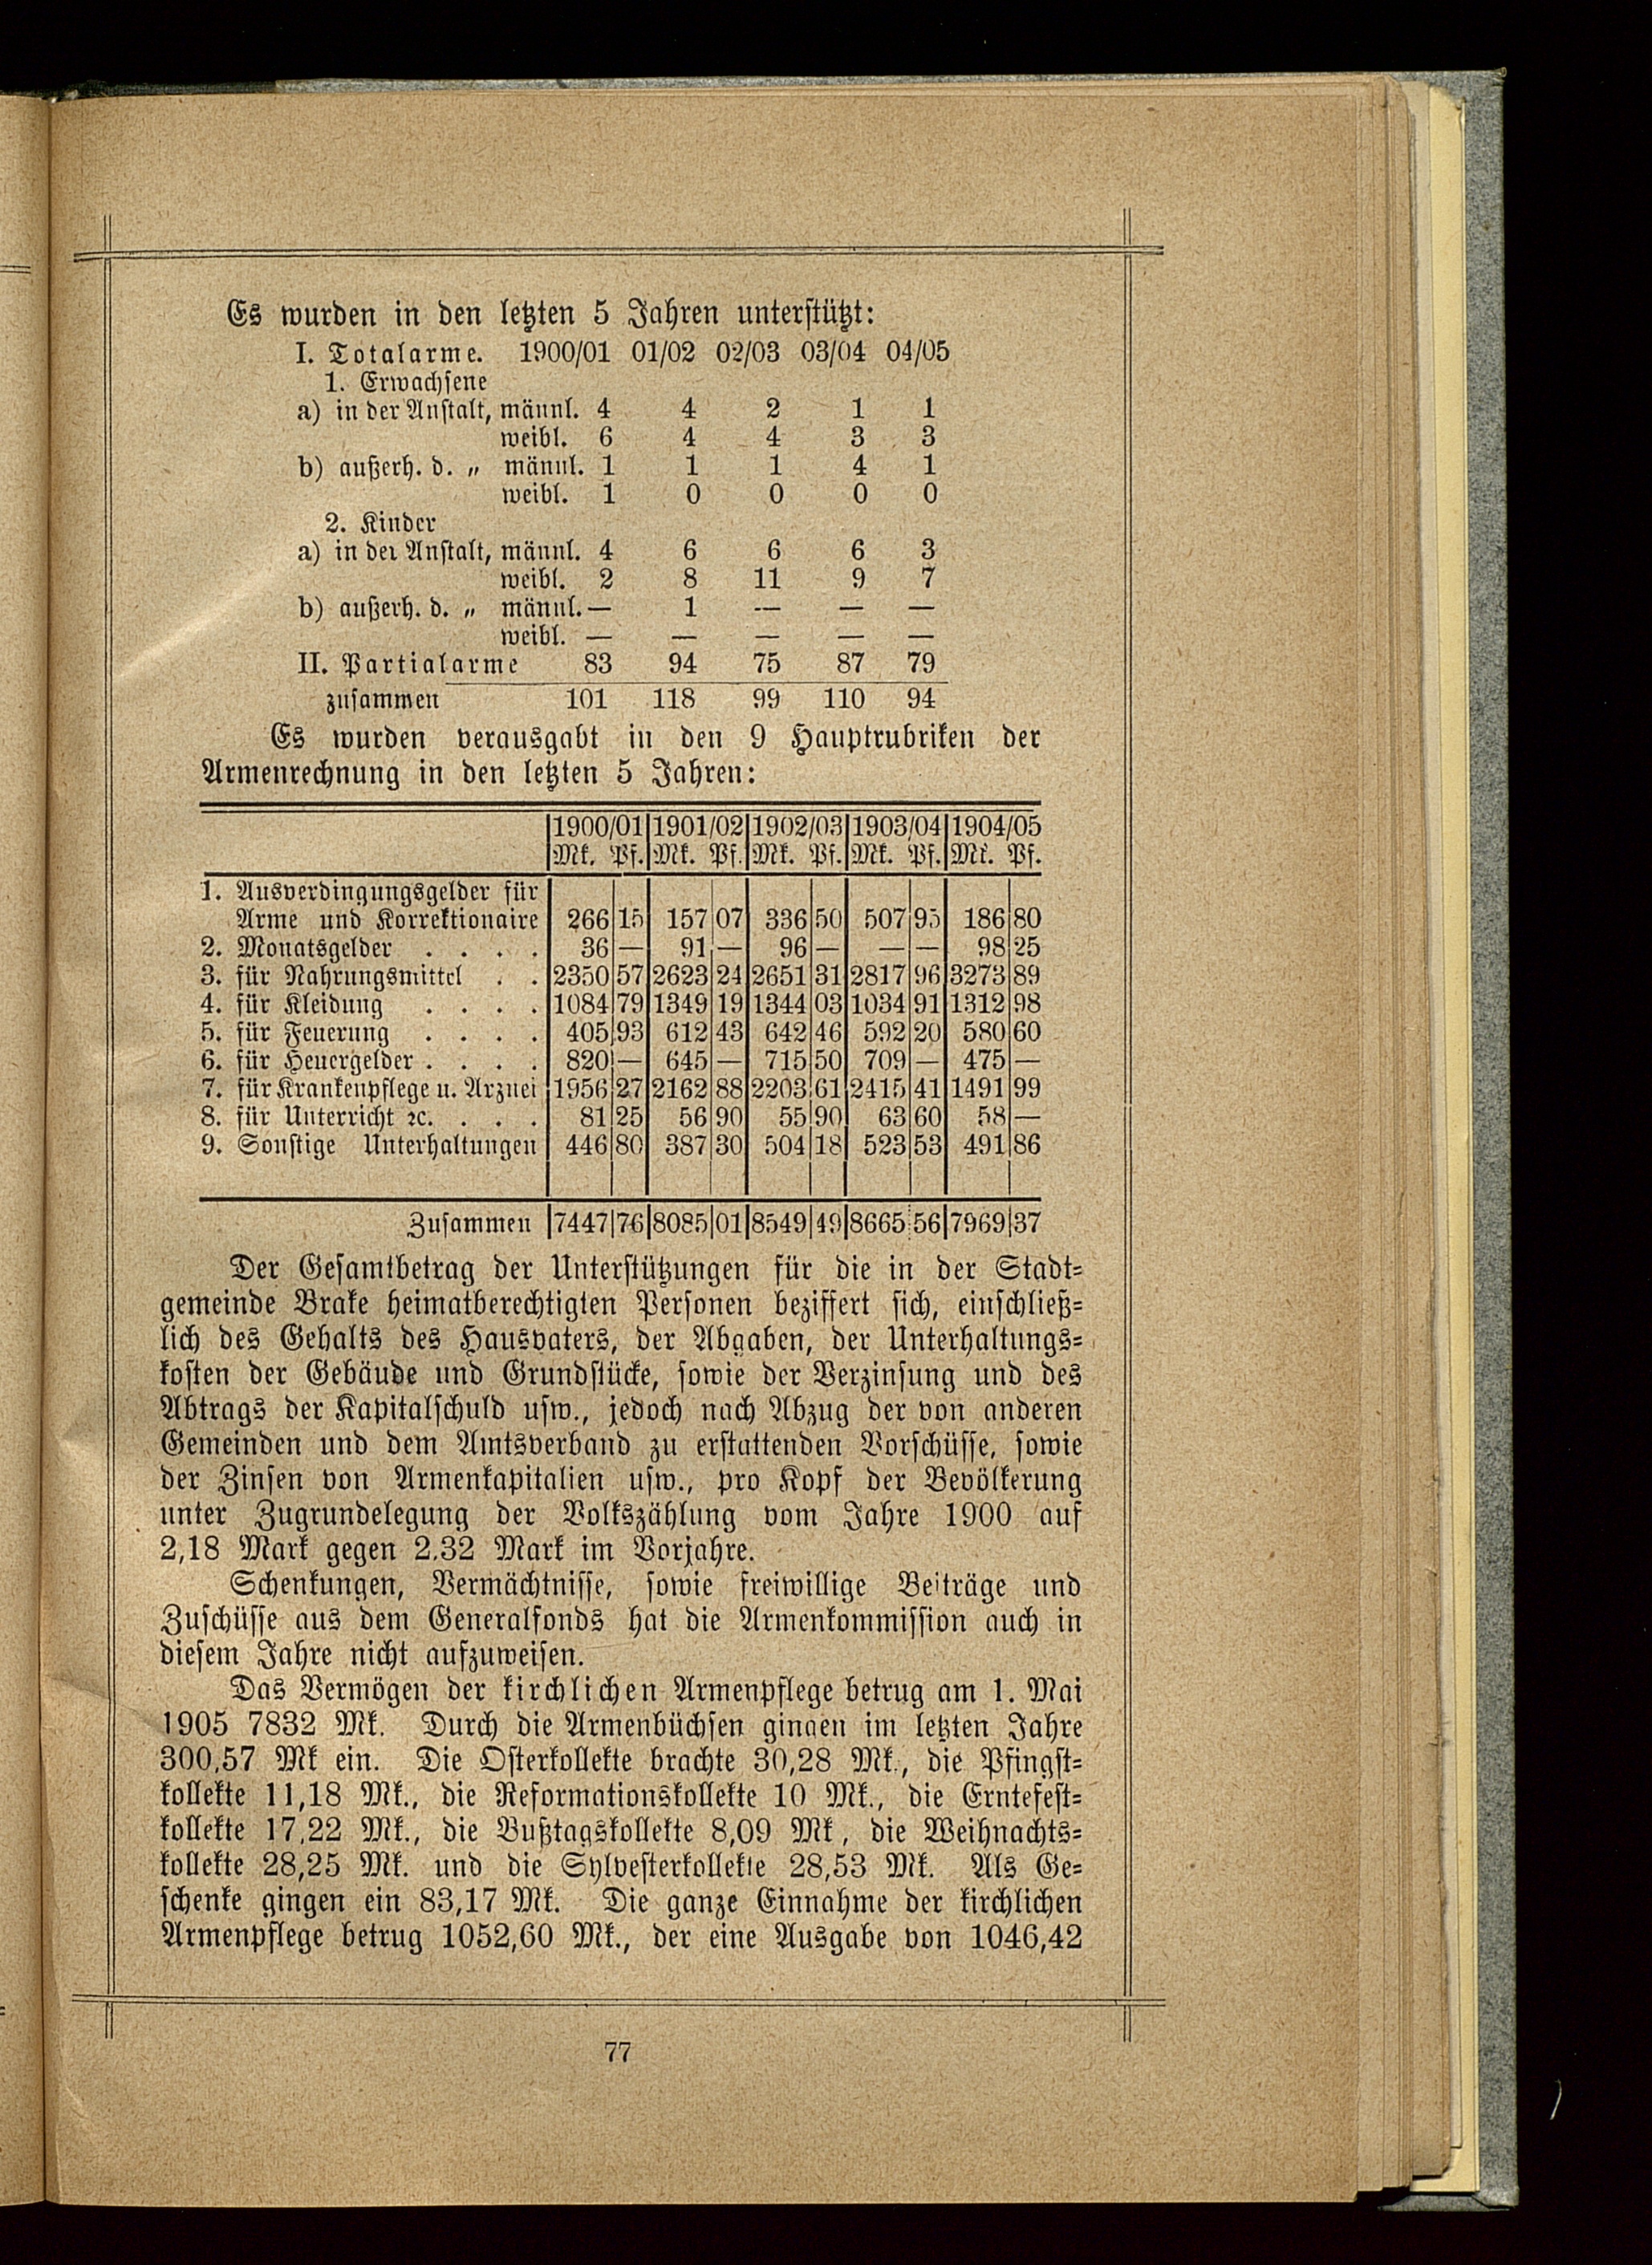 Es wurden in den letzten 5 Jahren unterstützt:
I. Totalarme. 1900/01 01/02 02/03 03/04 04/05
1. Erwachsene
a) in der Anstalt, männl. 4 4 2 1 1
weibl. 6 4 4 3 3
b) außerh. d. „ männl. 1 1 1 4 1
weibl. 1 0 0 0 0
2. Kinder
a) in der Anstalt, männl. 4 6 6 6 3
weibl. 2 8 11 9 7
b) außerh. d. „ männl. — 1 — — —
weibl. — — — — —
II. Partialarme 83 94 75 87 79
zusammen 101 118 99 110 94
Es wurden verausgabt in den 9 Hauptrubriken der
Armenrechnung in den letzten 5 Jahren:
1900/01 1901/02 1902/03 1903/04 1904/05
Mk. Pf. Mk. Pf. Mk. Pf. Mk. Pf. Mk. Pf.
1. Ausverdingungsgelder für
Arme und Korrektionaire 266 15 157 07 336 50 507 95 186 80
2. Monatsgelder . . . . 36 — 91 — 96 — — — 98 25
3. für Nahrungsmittel . . 2350 57 2623 24 2651 31 2817 96 3273 89
4. für Kleidung . . . . 1084 79 1349 19 1344 03 1034 91 1312 98
5. für Feuerung . . . . 405 93 612 43 642 46 592 20 580 60
6. für Heuergelder . . . . 820 — 645 — 715 50 709 — 475 —
7. für Krankenpflege u. Arznei 1956 27 2162 88 2203 61 2415 41 1491 99
8. für Unterricht ꝛc. . . . . 81 25 56 90 55 90 63 60 58 —
9. Sonstige Unterhaltungen 446 80 387 30 504 18 523 53 491 86
Zusammen 7447 76 8085 01 8549 49 8665 56 7969 37
Der Gesamtbetrag der Unterstützungen für die in der Stadt-
gemeinde Brake heimatberechtigten Personen beziffert sich, einschließ-
lich des Gehalts des Hausvaters, der Abgaben, der Unterhaltungs-
kosten der Gebäude und Grundstücke, sowie der Verzinsung und des
Abtrags der Kapitalschuld usw., jedoch nach Abzug der von anderen
Gemeinden und dem Amtsverband zu erstattenden Vorschüsse, sowie
der Zinsen von Armenkapitalien usw., pro Kopf der Bevölkerung
unter Zugrundelegung der Volkszählung vom Jahre 1900 auf
2,18 Mark gegen 2.32 Mark im Vorjahre.
Schenkungen, Vermächtnisse, sowie freiwillige Beiträge und
Zuschüsse aus dem Generalfonds hat die Armenkommission auch in
diesem Jahre nicht aufzuweisen.
Das Vermögen der kirchlichen Armenpflege betrug am 1. Mai
1905 7832 Mk. Durch die Armenbüchsen gingen im letzten Jahre
300,57 Mk ein. Die Osterkollekte brachte 30,28 Mk., die Pfingst-
kollekte 11,18 Mk., die Reformationskollekte 10 Mk., die Erntefest-
kollekte 17,22 Mk., die Bußtagskollekte 8,09 Mk, die Weihnachts-
kollekte 28,25 Mk. und die Sylvesterkollekte 28,53 Mk. Als Ge-
schenke gingen ein 83,17 Mk. Die ganze Einnahme der kirchlichen
Armenpflege betrug 1052,60 Mk., der eine Ausgabe von 1046,42
77